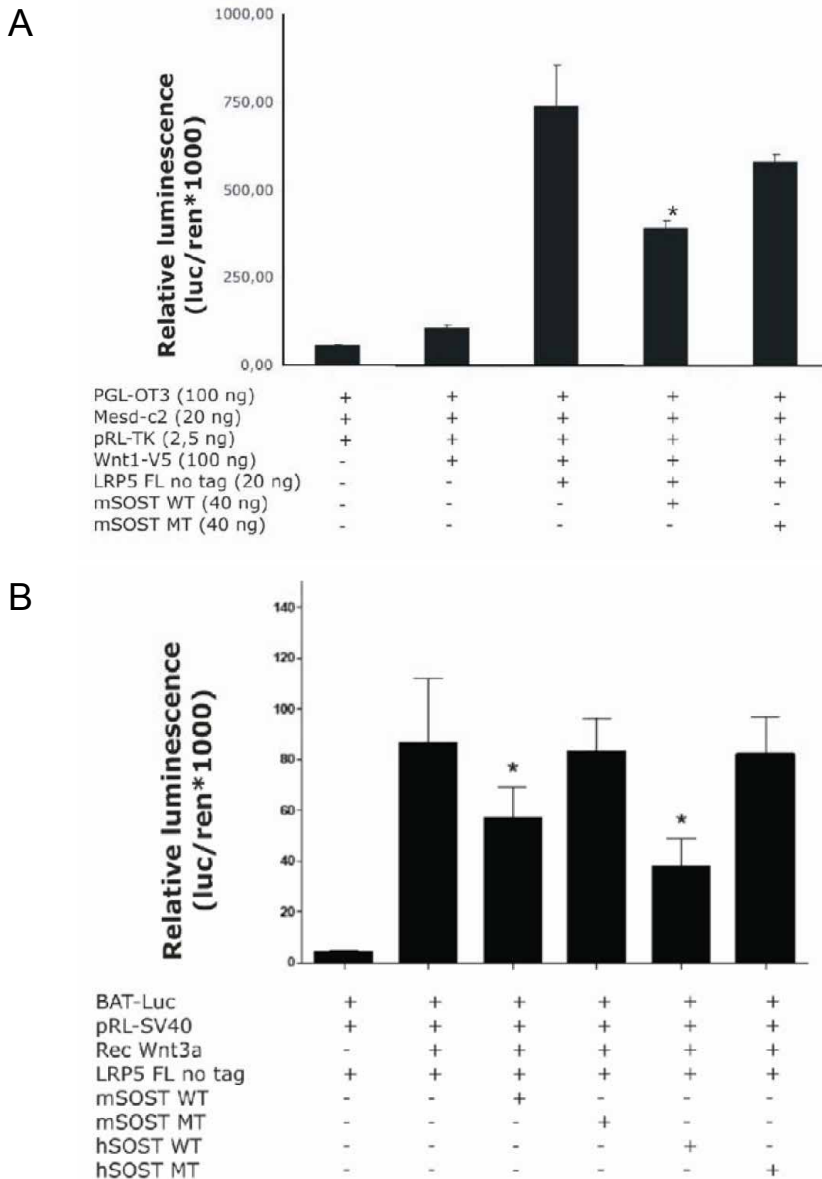 A
Relative luminescence
(luc/ren*1000)
1000,00
750,00
500,00
250,00
0,00
*
PGL-OT3 (100 ng) + + + + +
Mesd-c2 (20 ng) + + + + +
pRL-TK (2,5 ng) + + + + +
Wnt1-V5 (100 ng) - + + + +
LRP5 FL no tag (20 ng) - - + + +
mSOST WT (40 ng) - - - + -
mSOST MT (40 ng) - - - - +
B
Relative luminescence
(luc/ren*1000)
140
120
100
80
60
40
20
0
* *
BAT-Luc + + + + + +
pRL-SV40 + + + + + +
Rec Wnt3a - + + + + +
LRP5 FL no tag + + + + + +
mSOST WT - - + - - -
mSOST MT - - - + - -
hSOST WT - - - - + -
hSOST MT - - - - - +